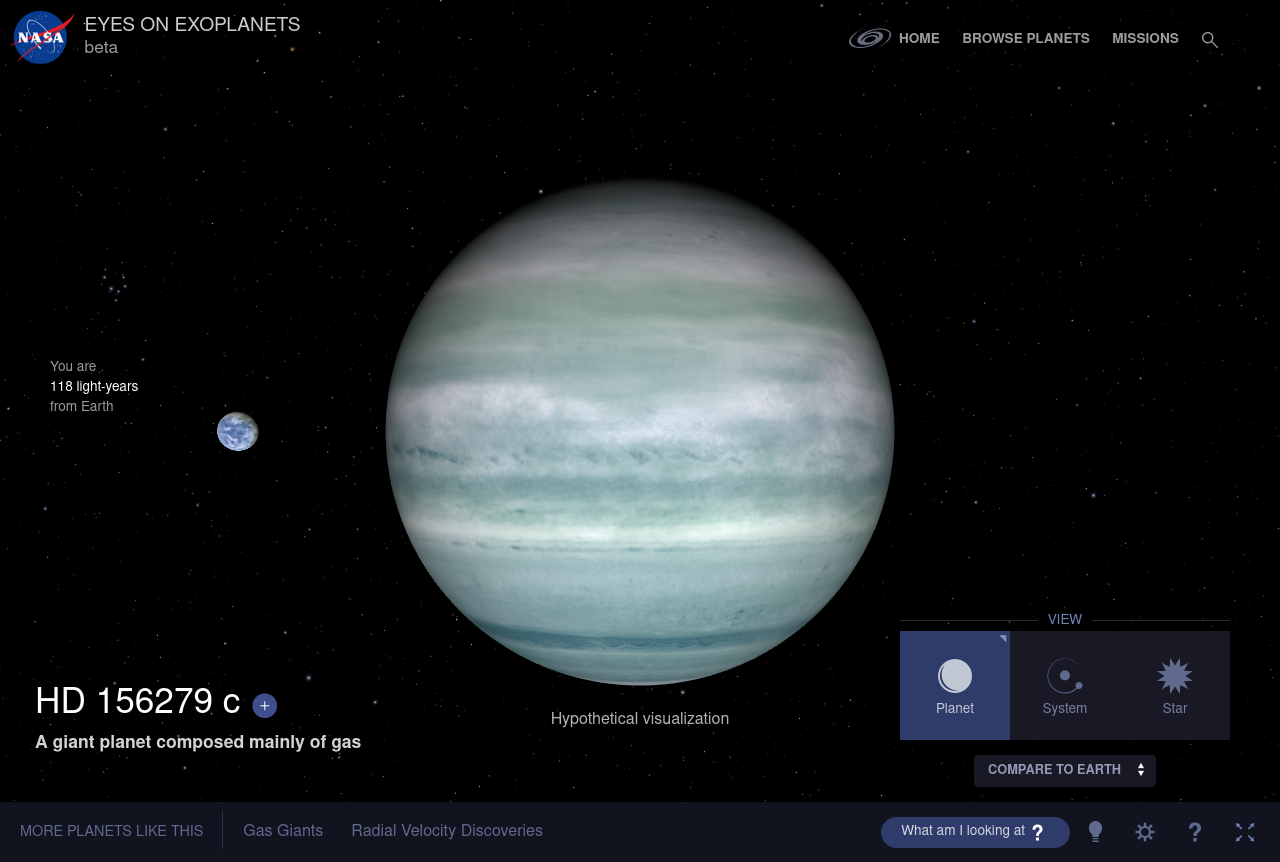 NASA
EYES ON EXOPLANETS
beta
HOME
BROWSE PLANETS
MISSIONS
You are
118 light-years
from Earth
HD 156279 c +
A giant planet composed mainly of gas
Hypothetical visualization
VIEW
Planet
System
Star
COMPARE TO EARTH
MORE PLANETS LIKE THIS
Gas Giants
Radial Velocity Discoveries
What am I looking at ?
?